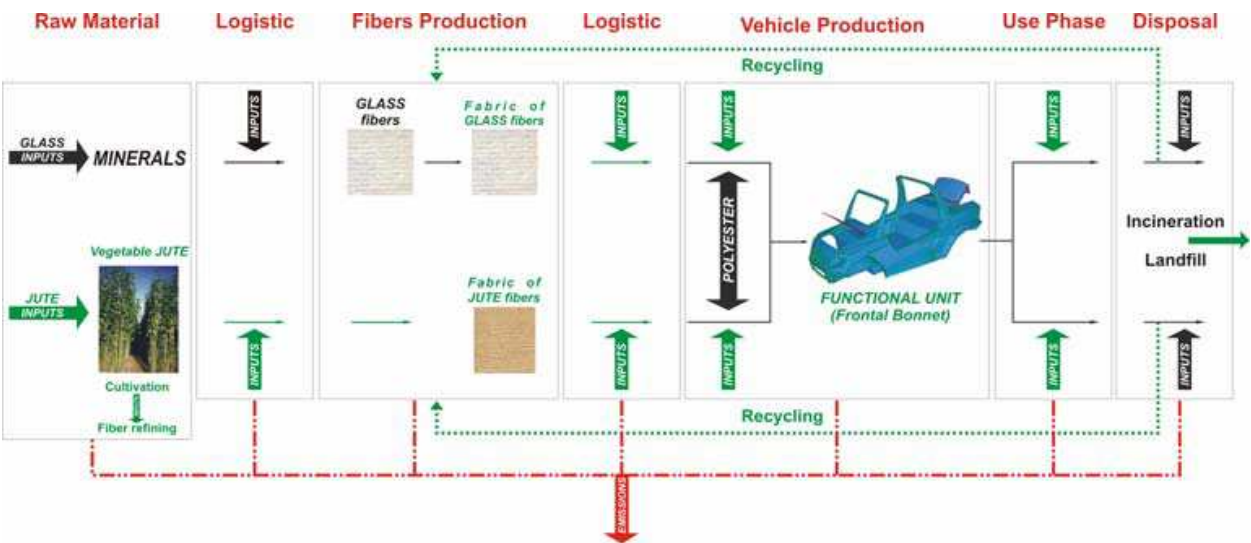 Raw Material
Logistic
Fibers Production
Logistic
Vehicle Production
Use Phase
Disposal
Recycling
GLASS
INPUTS
MINERALS
Vegetable JUTE
JUTE
INPUTS
Cultivation
Fiber refining
INPUTS
INPUTS
GLASS
fibers
Fabric of
GLASS fibers
Fabric of
JUTE fibers
INPUTS
INPUTS
INPUTS
POLYESTER
INPUTS
FUNCTIONAL UNIT
(Frontal Bonnet)
INPUTS
INPUTS
INPUTS
Incineration
Landfill
INPUTS
Recycling
EMISSIONS